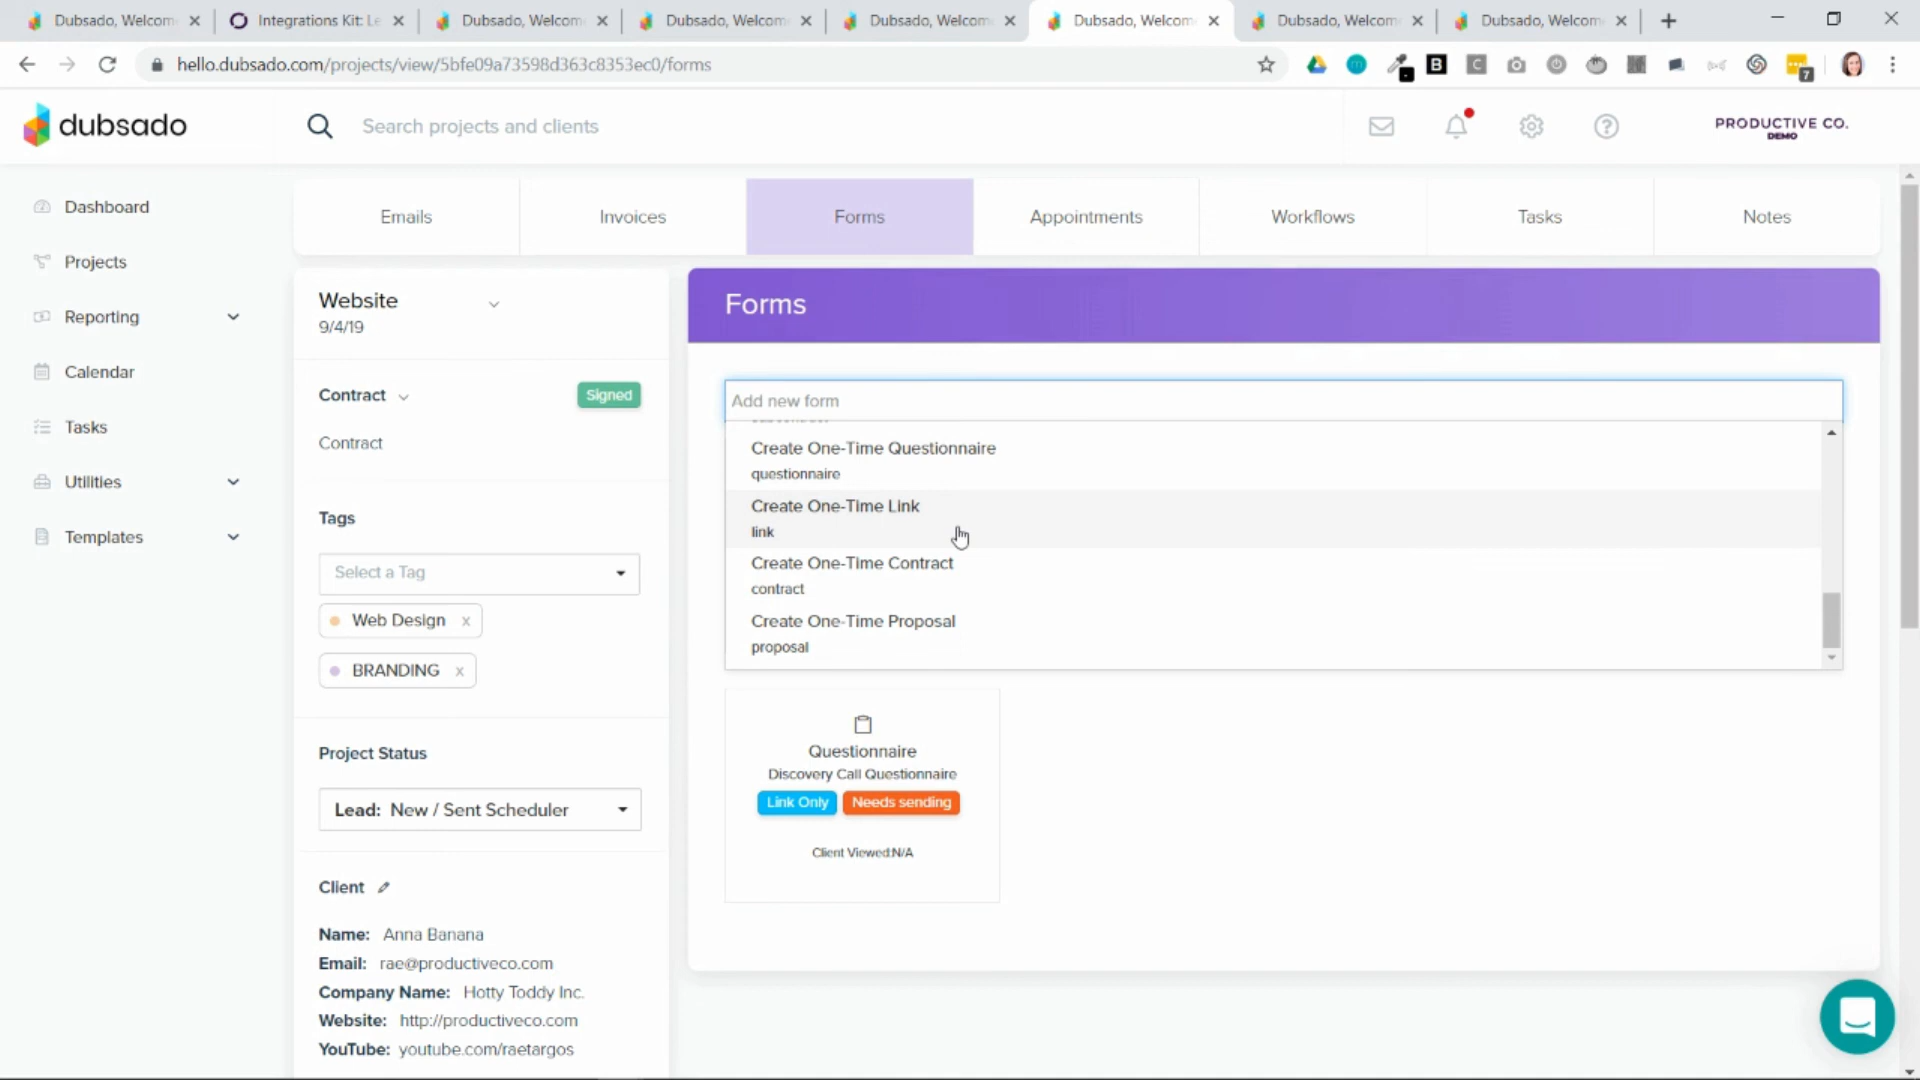 Dubsado, Welcom
Integrations Kit: Le
Dubsado, Welcom
Dubsado, Welcom
Dubsado, Welcom
Dubsado, Welcom
Dubsado, Welcom
Dubsado, Welcom
hello.dubsado.com/projects/view/5bfe09a73598d363c8353ec0/forms
B
C
7
dubsado
Search projects and clients
PRODUCTIVE CO.
DEMO
Dashboard
Projects
Reporting
Calendar
Tasks
Utilities
Templates
Emails
Invoices
Forms
Appointments
Workflows
Tasks
Notes
Website
9/4/19
Contract
Signed
Contract
Tags
Select a Tag
Web Design x
BRANDING x
Project Status
Lead: New / Sent Scheduler
Client
Name: Anna Banana
Email: rae@productiveco.com
Company Name: Hotty Toddy Inc.
Website: http://productiveco.com
YouTube: youtube.com/raetargos
Forms
Add new form
Create One-Time Questionnaire
questionnaire
Create One-Time Link
link
Create One-Time Contract
contract
Create One-Time Proposal
proposal
Questionnaire
Discovery Call Questionnaire
Link Only Needs sending
Client Viewed:N/A